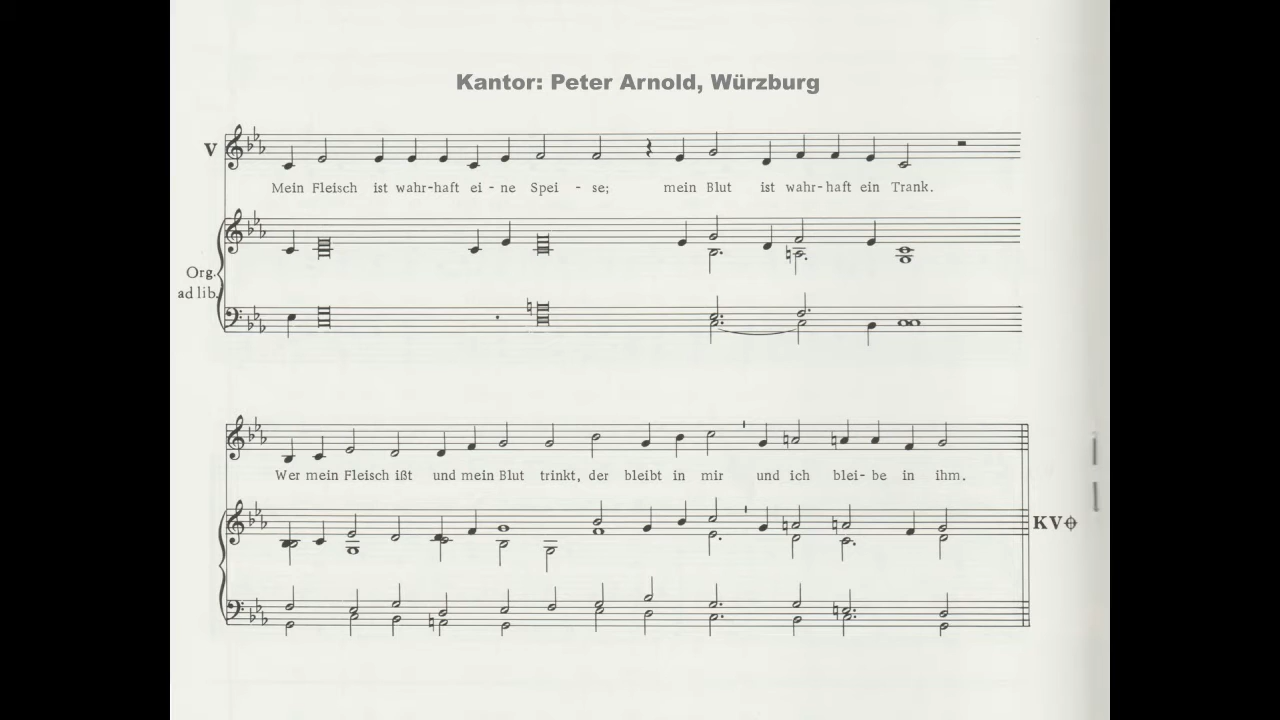 Kantor: Peter Arnold, Würzburg
V
Mein Fleisch ist wahr-haft ei - ne Spei - se; mein Blut ist wahr-haft ein Trank.
Org.
ad lib.
Wer mein Fleisch ißt und mein Blut trinkt, der bleibt in mir und ich blei- be in ihm.
KV